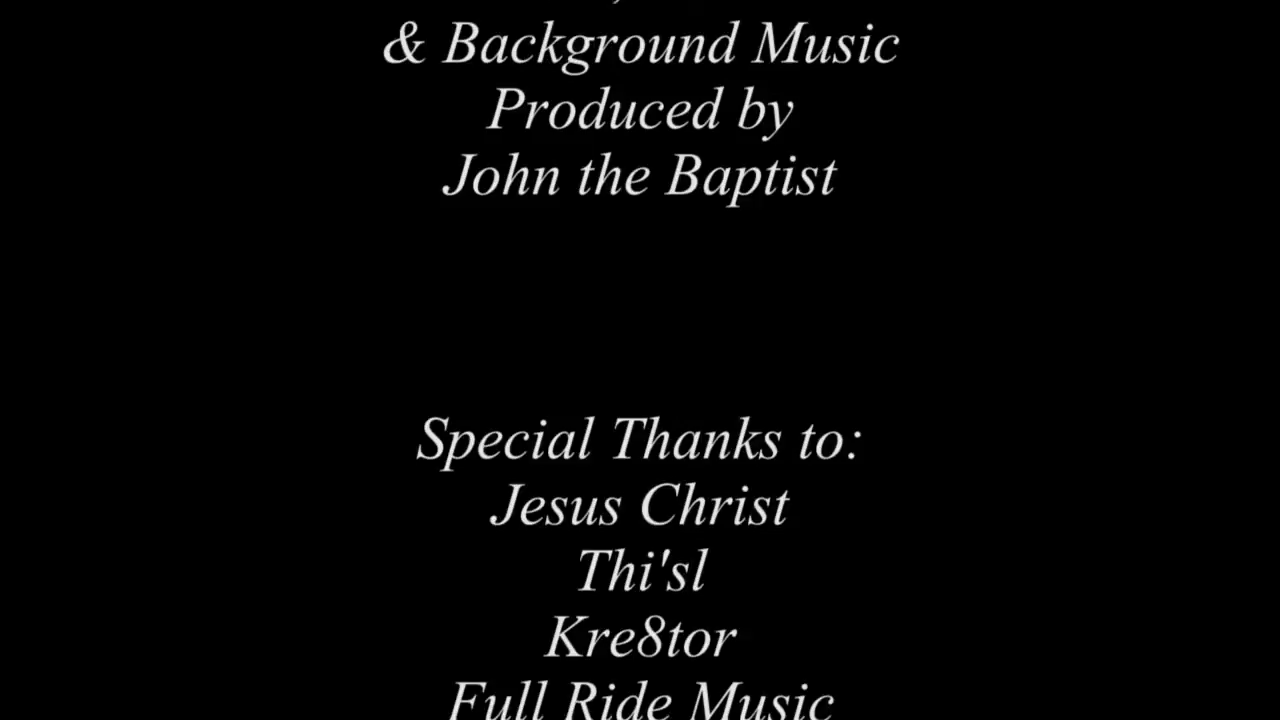 & Background Music
Produced by
John the Baptist
Special Thanks to:
Jesus Christ
Thi'sl
Kre8tor
Full Ride Music